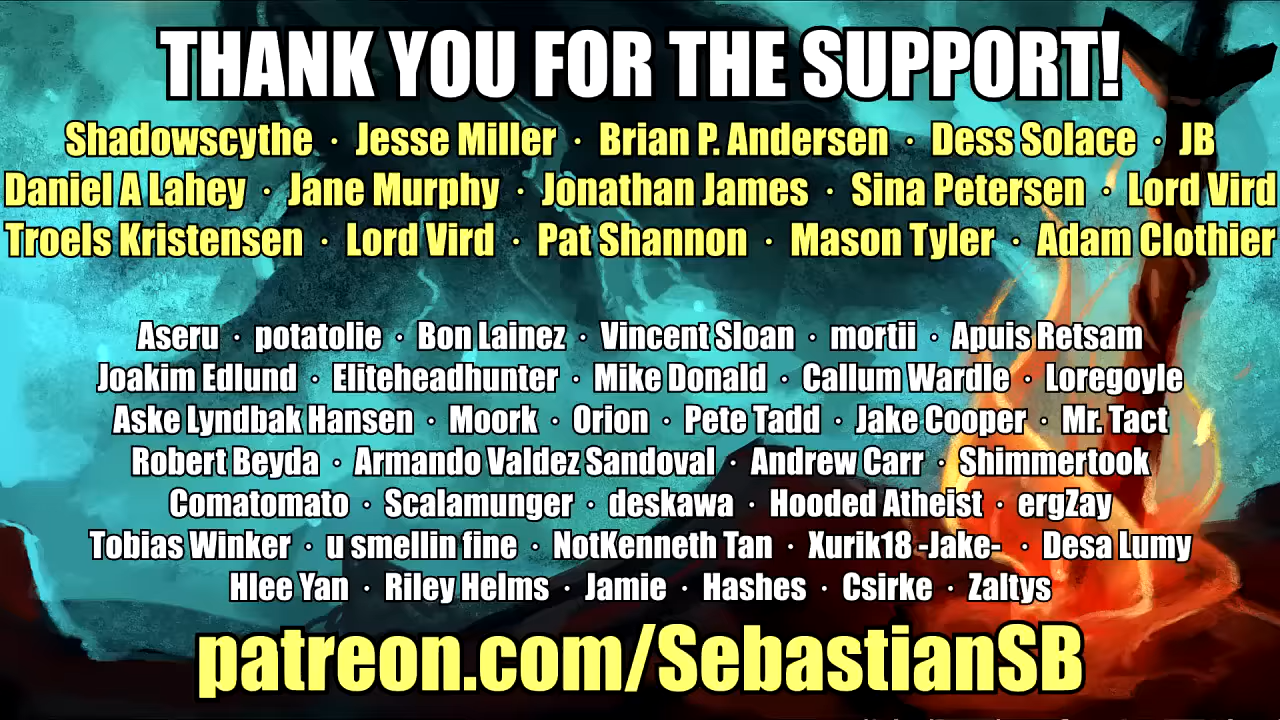 THANK YOU FOR THE SUPPORT!
Shadowscythe · Jesse Miller · Brian P. Andersen · Dess Solace · JB
Daniel A Lahey · Jane Murphy · Jonathan James · Sina Petersen · Lord Vird
Troels Kristensen · Lord Vird · Pat Shannon · Mason Tyler · Adam Clothier
Aseru · potatolie · Bon Lainez · Vincent Sloan · mortii · Apuis Retsam
Joakim Edlund · Eliteheadhunter · Mike Donald · Callum Wardle · Loregoyle
Aske Lyndbak Hansen · Moork · Orion · Pete Tadd · Jake Cooper · Mr. Tact
Robert Beyda · Armando Valdez Sandoval · Andrew Carr · Shimmertook
Comatomato · Scalamunger · deskawa · Hooded Atheist · ergZay
Tobias Winker · u smellin fine · NotKenneth Tan · Xurik18 -Jake- · Desa Lumy
Hlee Yan · Riley Helms · Jamie · Hashes · Csirke · Zaltys
patreon.com/SebastianSB